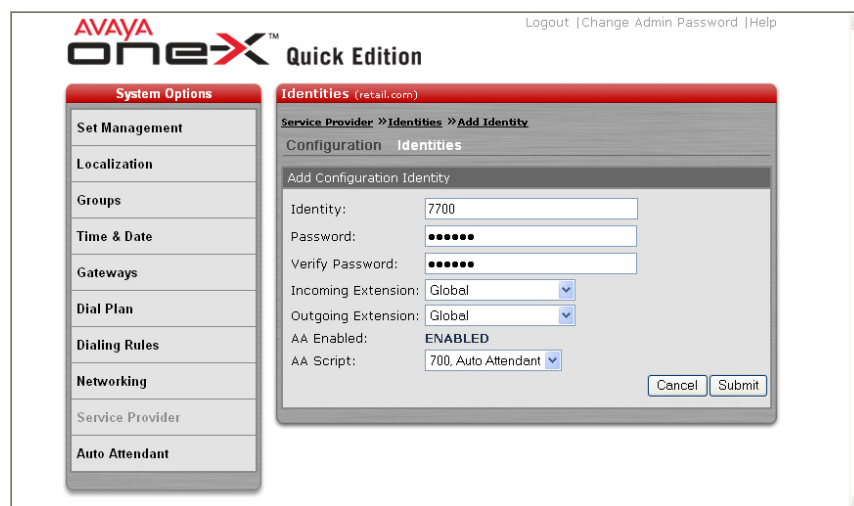 Logout |Change Admin Password |Help
AVAYA
one-X™ Quick Edition
System Options
Set Management
Localization
Groups
Time & Date
Gateways
Dial Plan
Dialing Rules
Networking
Service Provider
Auto Attendant
Identities (retail.com)
Service Provider »Identities »Add Identity
Configuration Identities
Add Configuration Identity
Identity: 7700
Password: ●●●●●●
Verify Password: ●●●●●●
Incoming Extension: Global
Outgoing Extension: Global
AA Enabled: ENABLED
AA Script: 700, Auto Attendant
Cancel Submit